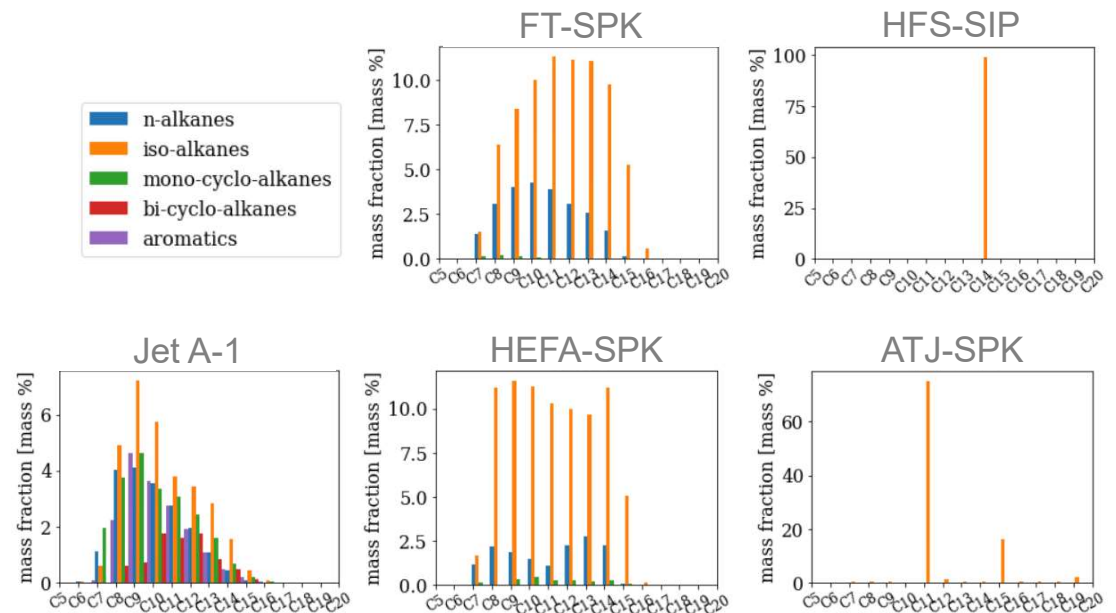 FT-SPK
HFS-SIP
n-alkanes
iso-alkanes
mono-cyclo-alkanes
bi-cyclo-alkanes
aromatics
mass fraction [mass %]
10.0
7.5
5.0
2.5
0.0
C5 C6 C7 C8 C9 C10 C11 C12 C13 C14 C15 C16 C17 C18 C19 C20
mass fraction [mass %]
100
75
50
25
0
C5 C6 C7 C8 C9 C10 C11 C12 C13 C14 C15 C16 C17 C18 C19 C20
Jet A-1
HEFA-SPK
ATJ-SPK
mass fraction [mass %]
6
4
2
0
C5 C6 C7 C8 C9 C10 C11 C12 C13 C14 C15 C16 C17 C18 C19 C20
mass fraction [mass %]
10.0
7.5
5.0
2.5
0.0
C5 C6 C7 C8 C9 C10 C11 C12 C13 C14 C15 C16 C17 C18 C19 C20
mass fraction [mass %]
60
40
20
0
C5 C6 C7 C8 C9 C10 C11 C12 C13 C14 C15 C16 C17 C18 C19 C20